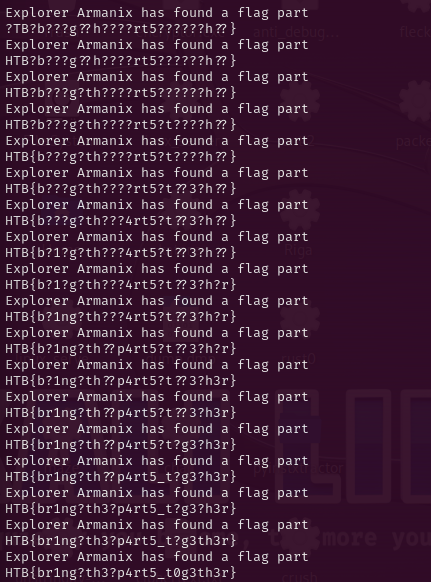 Explorer Armanix has found a flag part
?TB?b???g??h????rt5??????h??}
Explorer Armanix has found a flag part
HTB?b???g??h????rt5??????h??}
Explorer Armanix has found a flag part
HTB?b???g?th????rt5??????h??}
Explorer Armanix has found a flag part
HTB?b???g?th????rt5?t????h??}
Explorer Armanix has found a flag part
HTB{b???g?th????rt5?t????h??}
Explorer Armanix has found a flag part
HTB{b???g?th????rt5?t??3?h??}
Explorer Armanix has found a flag part
HTB{b???g?th???4rt5?t??3?h??}
Explorer Armanix has found a flag part
HTB{b?1?g?th???4rt5?t??3?h??}
Explorer Armanix has found a flag part
HTB{b?1?g?th???4rt5?t??3?h?r}
Explorer Armanix has found a flag part
HTB{b?1ng?th???4rt5?t??3?h?r}
Explorer Armanix has found a flag part
HTB{b?1ng?th??p4rt5?t??3?h?r}
Explorer Armanix has found a flag part
HTB{b?1ng?th??p4rt5?t??3?h3r}
Explorer Armanix has found a flag part
HTB{br1ng?th??p4rt5?t??3?h3r}
Explorer Armanix has found a flag part
HTB{br1ng?th??p4rt5?t?g3?h3r}
Explorer Armanix has found a flag part
HTB{br1ng?th??p4rt5_t?g3?h3r}
Explorer Armanix has found a flag part
HTB{br1ng?th3?p4rt5_t?g3?h3r}
Explorer Armanix has found a flag part
HTB{br1ng?th3?p4rt5_t?g3th3r}
Explorer Armanix has found a flag part
HTB{br1ng?th3?p4rt5_t0g3th3r}
anti_debug...
more you